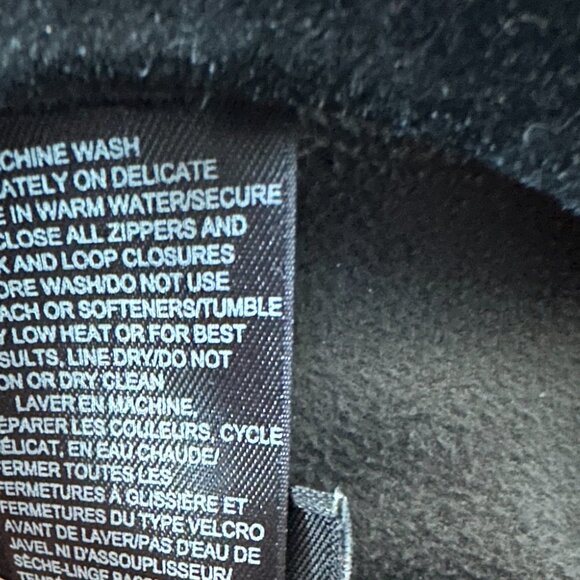 CHINE WASH
ATELY ON DELICATE
E IN WARM WATER/SECURE
CLOSE ALL ZIPPERS AND
K AND LOOP CLOSURES
ORE WASH/DO NOT USE
ACH OR SOFTENERS/TUMBLE
Y LOW HEAT OR FOR BEST
SULTS, LINE DRY/DO NOT
ON OR DRY CLEAN
LAVER EN MACHINE,
ÉPARER LES COULEURS, CYCLE
ÉLICAT, EN EAU CHAUDE/
FERMER TOUTES LES
FERMETURES À GLISSIÈRE ET
FERMETURES DU TYPE VELCRO
AVANT DE LAVER/PAS D'EAU DE
JAVEL NI D'ASSOUPLISSEUR/
SÈCHE-LINGE